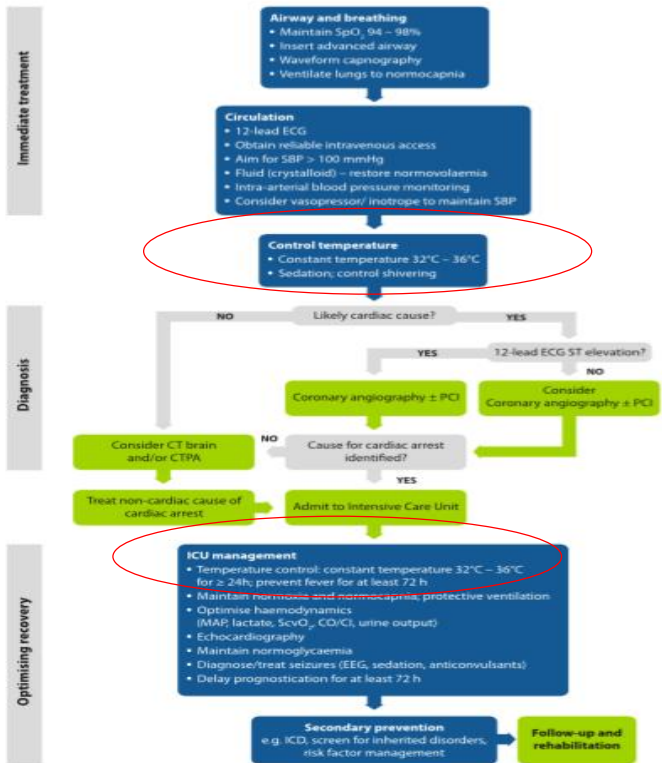 Immediate treatment
Airway and breathing
• Maintain SpO₂ 94 – 98%
• Insert advanced airway
• Waveform capnography
• Ventilate lungs to normocapnia
Circulation
• 12-lead ECG
• Obtain reliable intravenous access
• Aim for SBP > 100 mmHg
• Fluid (crystalloid) – restore normovolaemia
• Intra-arterial blood pressure monitoring
• Consider vasopressor/ inotrope to maintain SBP
Control temperature
• Constant temperature 32°C – 36°C
• Sedation; control shivering
Diagnosis
NO
Likely cardiac cause?
YES
YES
12-lead ECG ST elevation?
NO
Coronary angiography ± PCI
Consider
Coronary angiography ± PCI
Consider CT brain
and/or CTPA
NO
Cause for cardiac arrest
identified?
YES
Treat non-cardiac cause of
cardiac arrest
Admit to Intensive Care Unit
Optimising recovery
ICU management
• Temperature control: constant temperature 32°C – 36°C
for ≥ 24h; prevent fever for at least 72 h
• Maintain normoxia and normocapnia; protective ventilation
• Optimise haemodynamics
(MAP, lactate, ScvO₂, CO/CI, urine output)
• Echocardiography
• Maintain normoglycaemia
• Diagnose/treat seizures (EEG, sedation, anticonvulsants)
• Delay prognostication for at least 72 h
Secondary prevention
e.g. ICD, screen for inherited disorders,
risk factor management
Follow-up and
rehabilitation